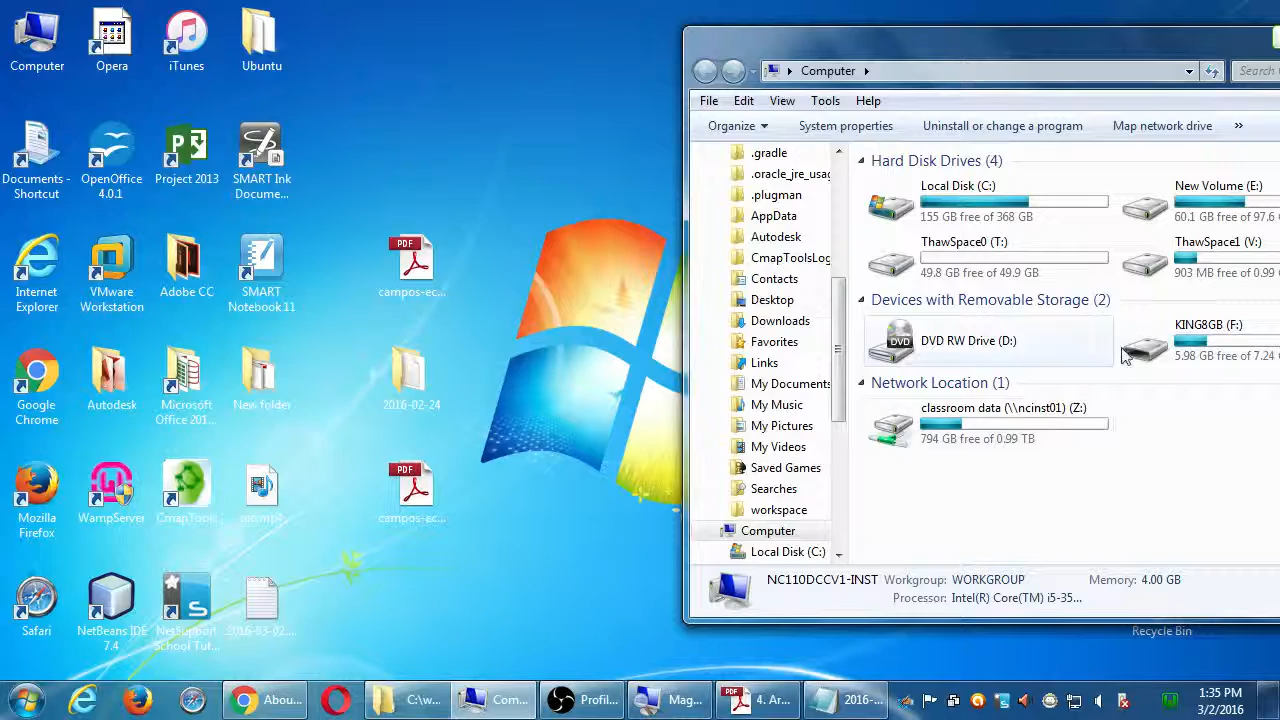 Computer
Opera
iTunes
Ubuntu
Documents -
Shortcut
OpenOffice
4.0.1
Project 2013
SMART Ink
Docume...
Internet
Explorer
VMware
Workstation
Adobe CC
SMART
Notebook 11
PDF
campos-ec...
Google
Chrome
Autodesk
Microsoft
Office 201...
New folder
2016-02-24
Mozilla
Firefox
WampServer
CmapTools
PDF
campos-ec...
Safari
NetBeans IDE
7.4
NetSupport
School Tut...
2016-03-02....
Computer
Search
File Edit View Tools Help
Organize System properties Uninstall or change a program Map network drive »
.gradle
.oracle_jre_usag
.plugman
AppData
Autodesk
CmapToolsLog
Contacts
Desktop
Downloads
Favorites
Links
My Documents
My Music
My Pictures
My Videos
Saved Games
Searches
workspace
Computer
Local Disk (C:)
Hard Disk Drives (4)
Local Disk (C:)
155 GB free of 368 GB
New Volume (E:)
60.1 GB free of 97.6
ThawSpace0 (T:)
49.8 GB free of 49.9 GB
ThawSpace1 (V:)
903 MB free of 0.99
Devices with Removable Storage (2)
DVD
DVD RW Drive (D:)
KING8GB (F:)
5.98 GB free of 7.24
Network Location (1)
classroom data (\\ncinst01) (Z:)
794 GB free of 0.99 TB
NC110DCCV1-INST Workgroup: WORKGROUP Memory: 4.00 GB
Processor: Intel(R) Core(TM) i5-35...
Recycle Bin
Abou...
C:\w...
Com...
Profil...
Mag...
PDF
4. Ar...
2016-...
1:35 PM
3/2/2016